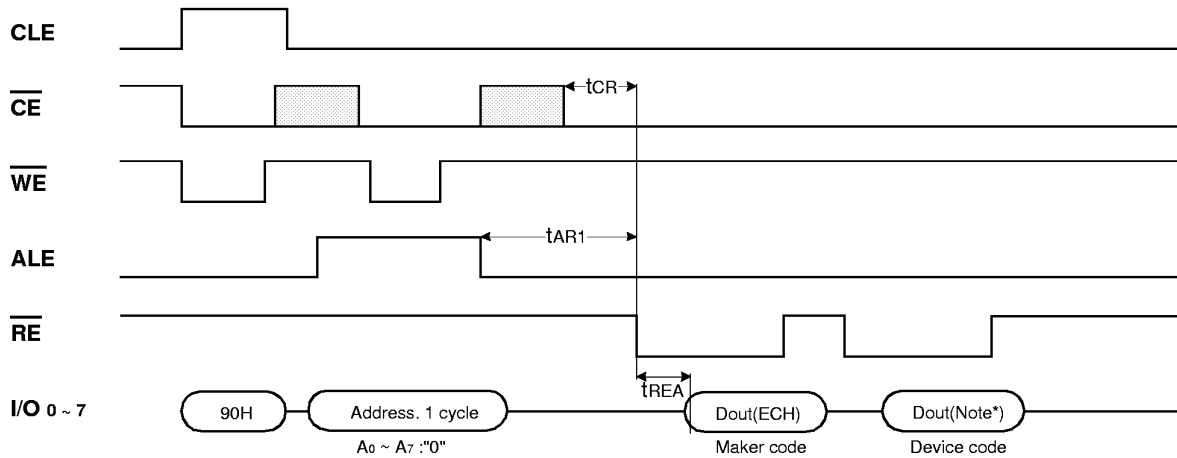 CLE
CE
tCR
WE
ALE
tAR1
RE
tREA
I/O 0 ~ 7
90H
Address. 1 cycle
Dout(ECH)
Dout(Note*)
A0 ~ A7 :"0"
Maker code
Device code